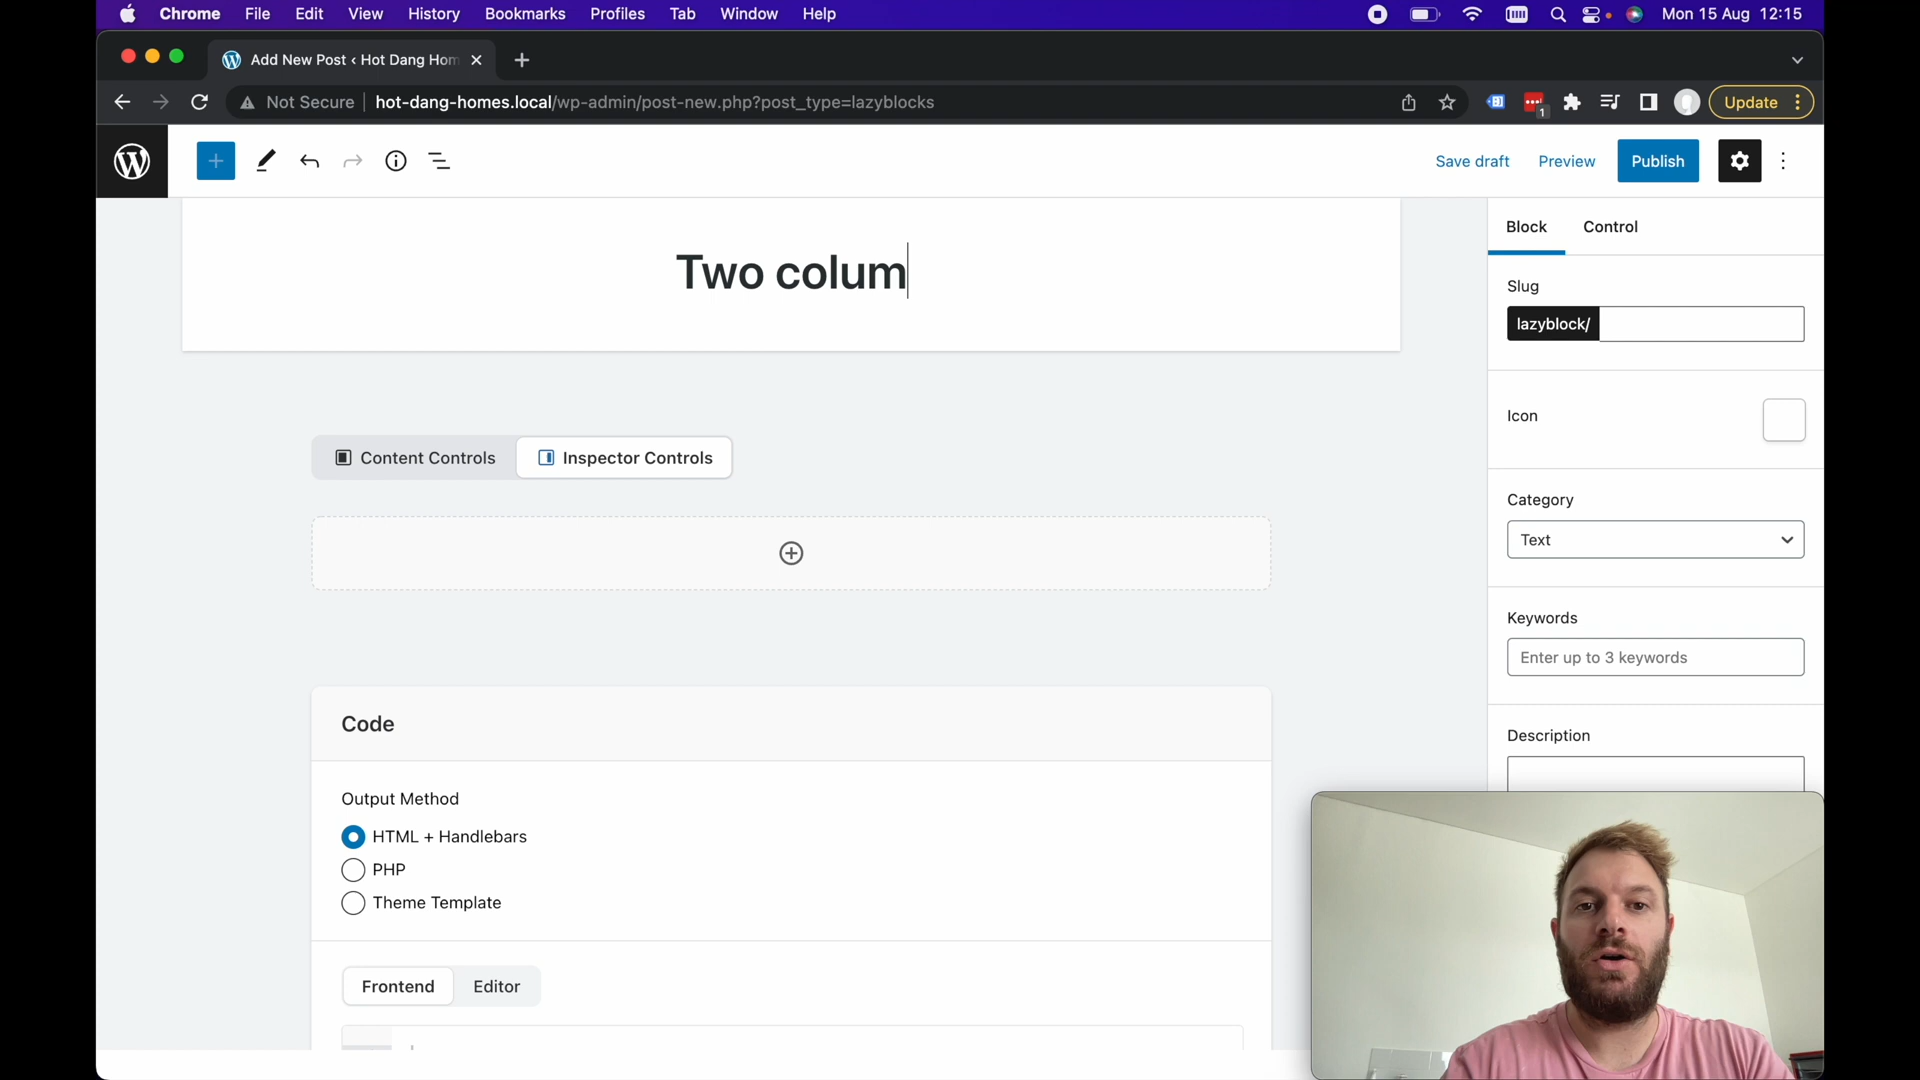 Chrome File Edit View History Bookmarks Profiles Tab Window Help Mon 15 Aug 12:15
Add New Post ‹ Hot Dang Hom
Not Secure hot-dang-homes.local/wp-admin/post-new.php?post_type=lazyblocks 1 Update
Save draft Preview Publish
Two colum
Block Control
Slug
lazyblock/
Icon
Content Controls Inspector Controls
Category
Text
Keywords
Enter up to 3 keywords
Code
Description
Output Method
HTML + Handlebars
PHP
Theme Template
Frontend Editor